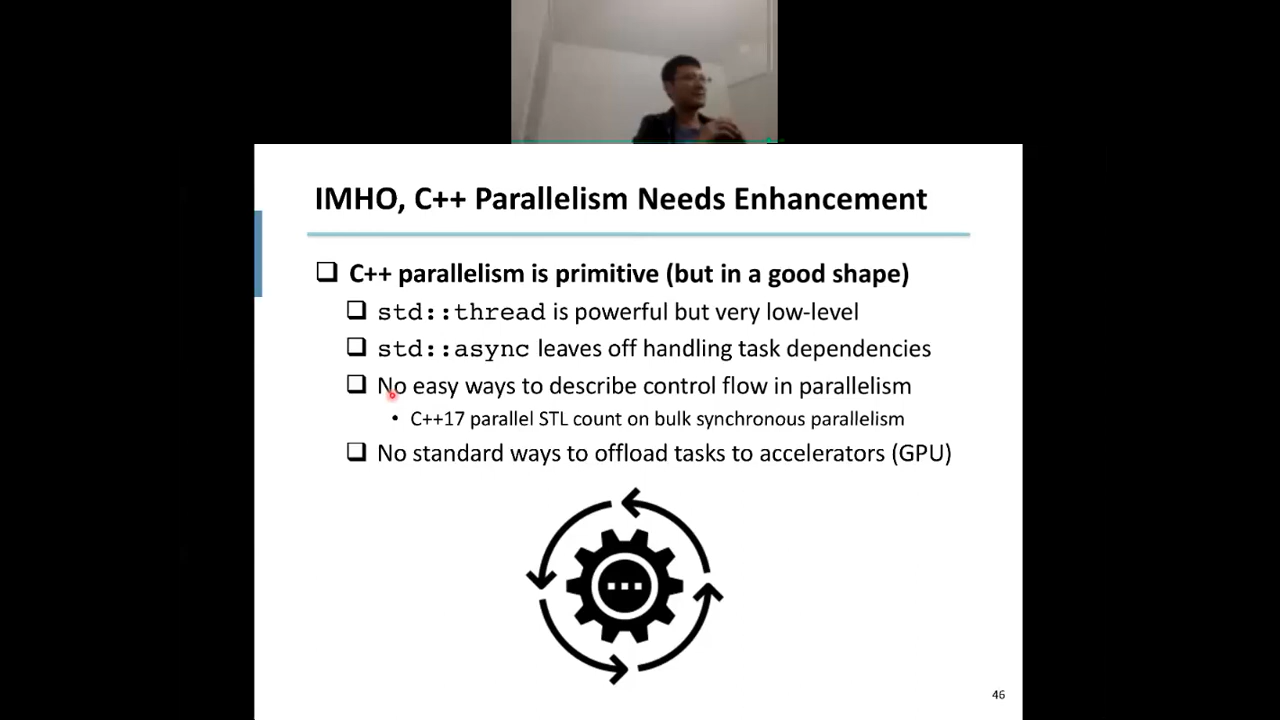 IMHO, C++ Parallelism Needs Enhancement
C++ parallelism is primitive (but in a good shape)
std::thread is powerful but very low-level
std::async leaves off handling task dependencies
No easy ways to describe control flow in parallelism
• C++17 parallel STL count on bulk synchronous parallelism
No standard ways to offload tasks to accelerators (GPU)
46